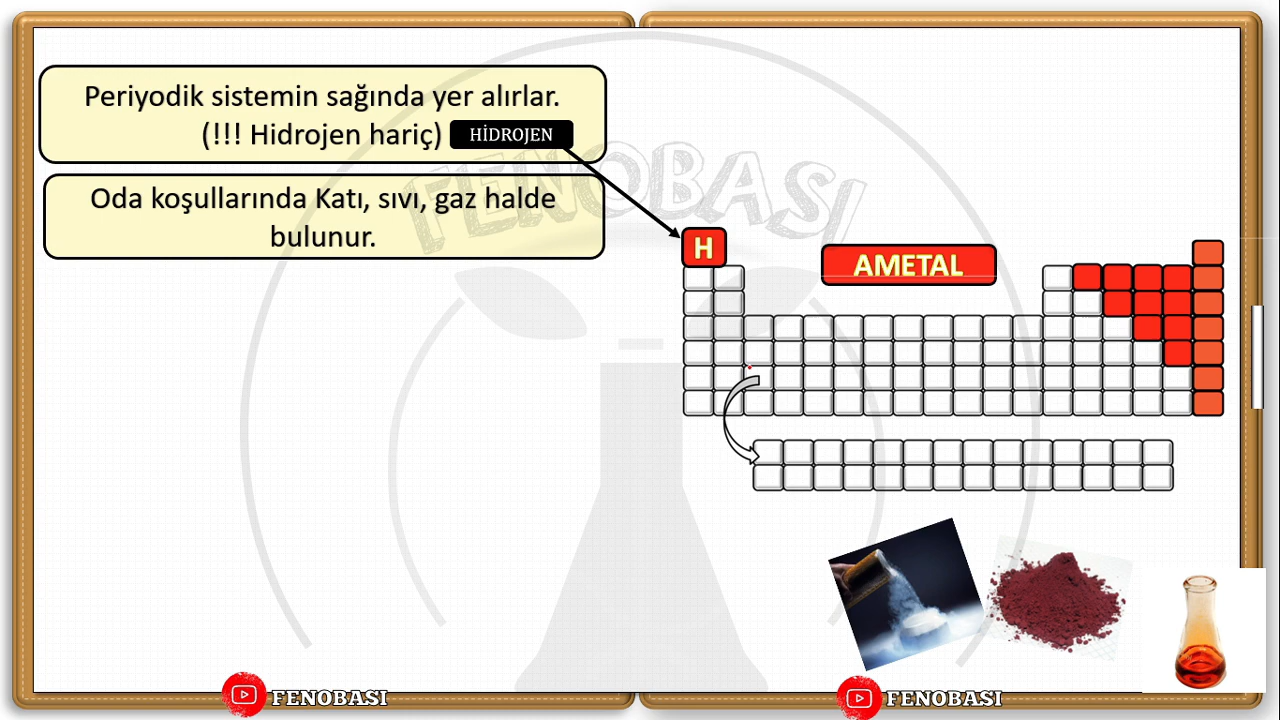 Periyodik sistemin sağında yer alırlar.
(!!! Hidrojen hariç) HİDROJEN
Oda koşullarında Katı, sıvı, gaz halde
bulunur.
FENOBASI
H
AMETAL
FENOBASI
FENOBASI